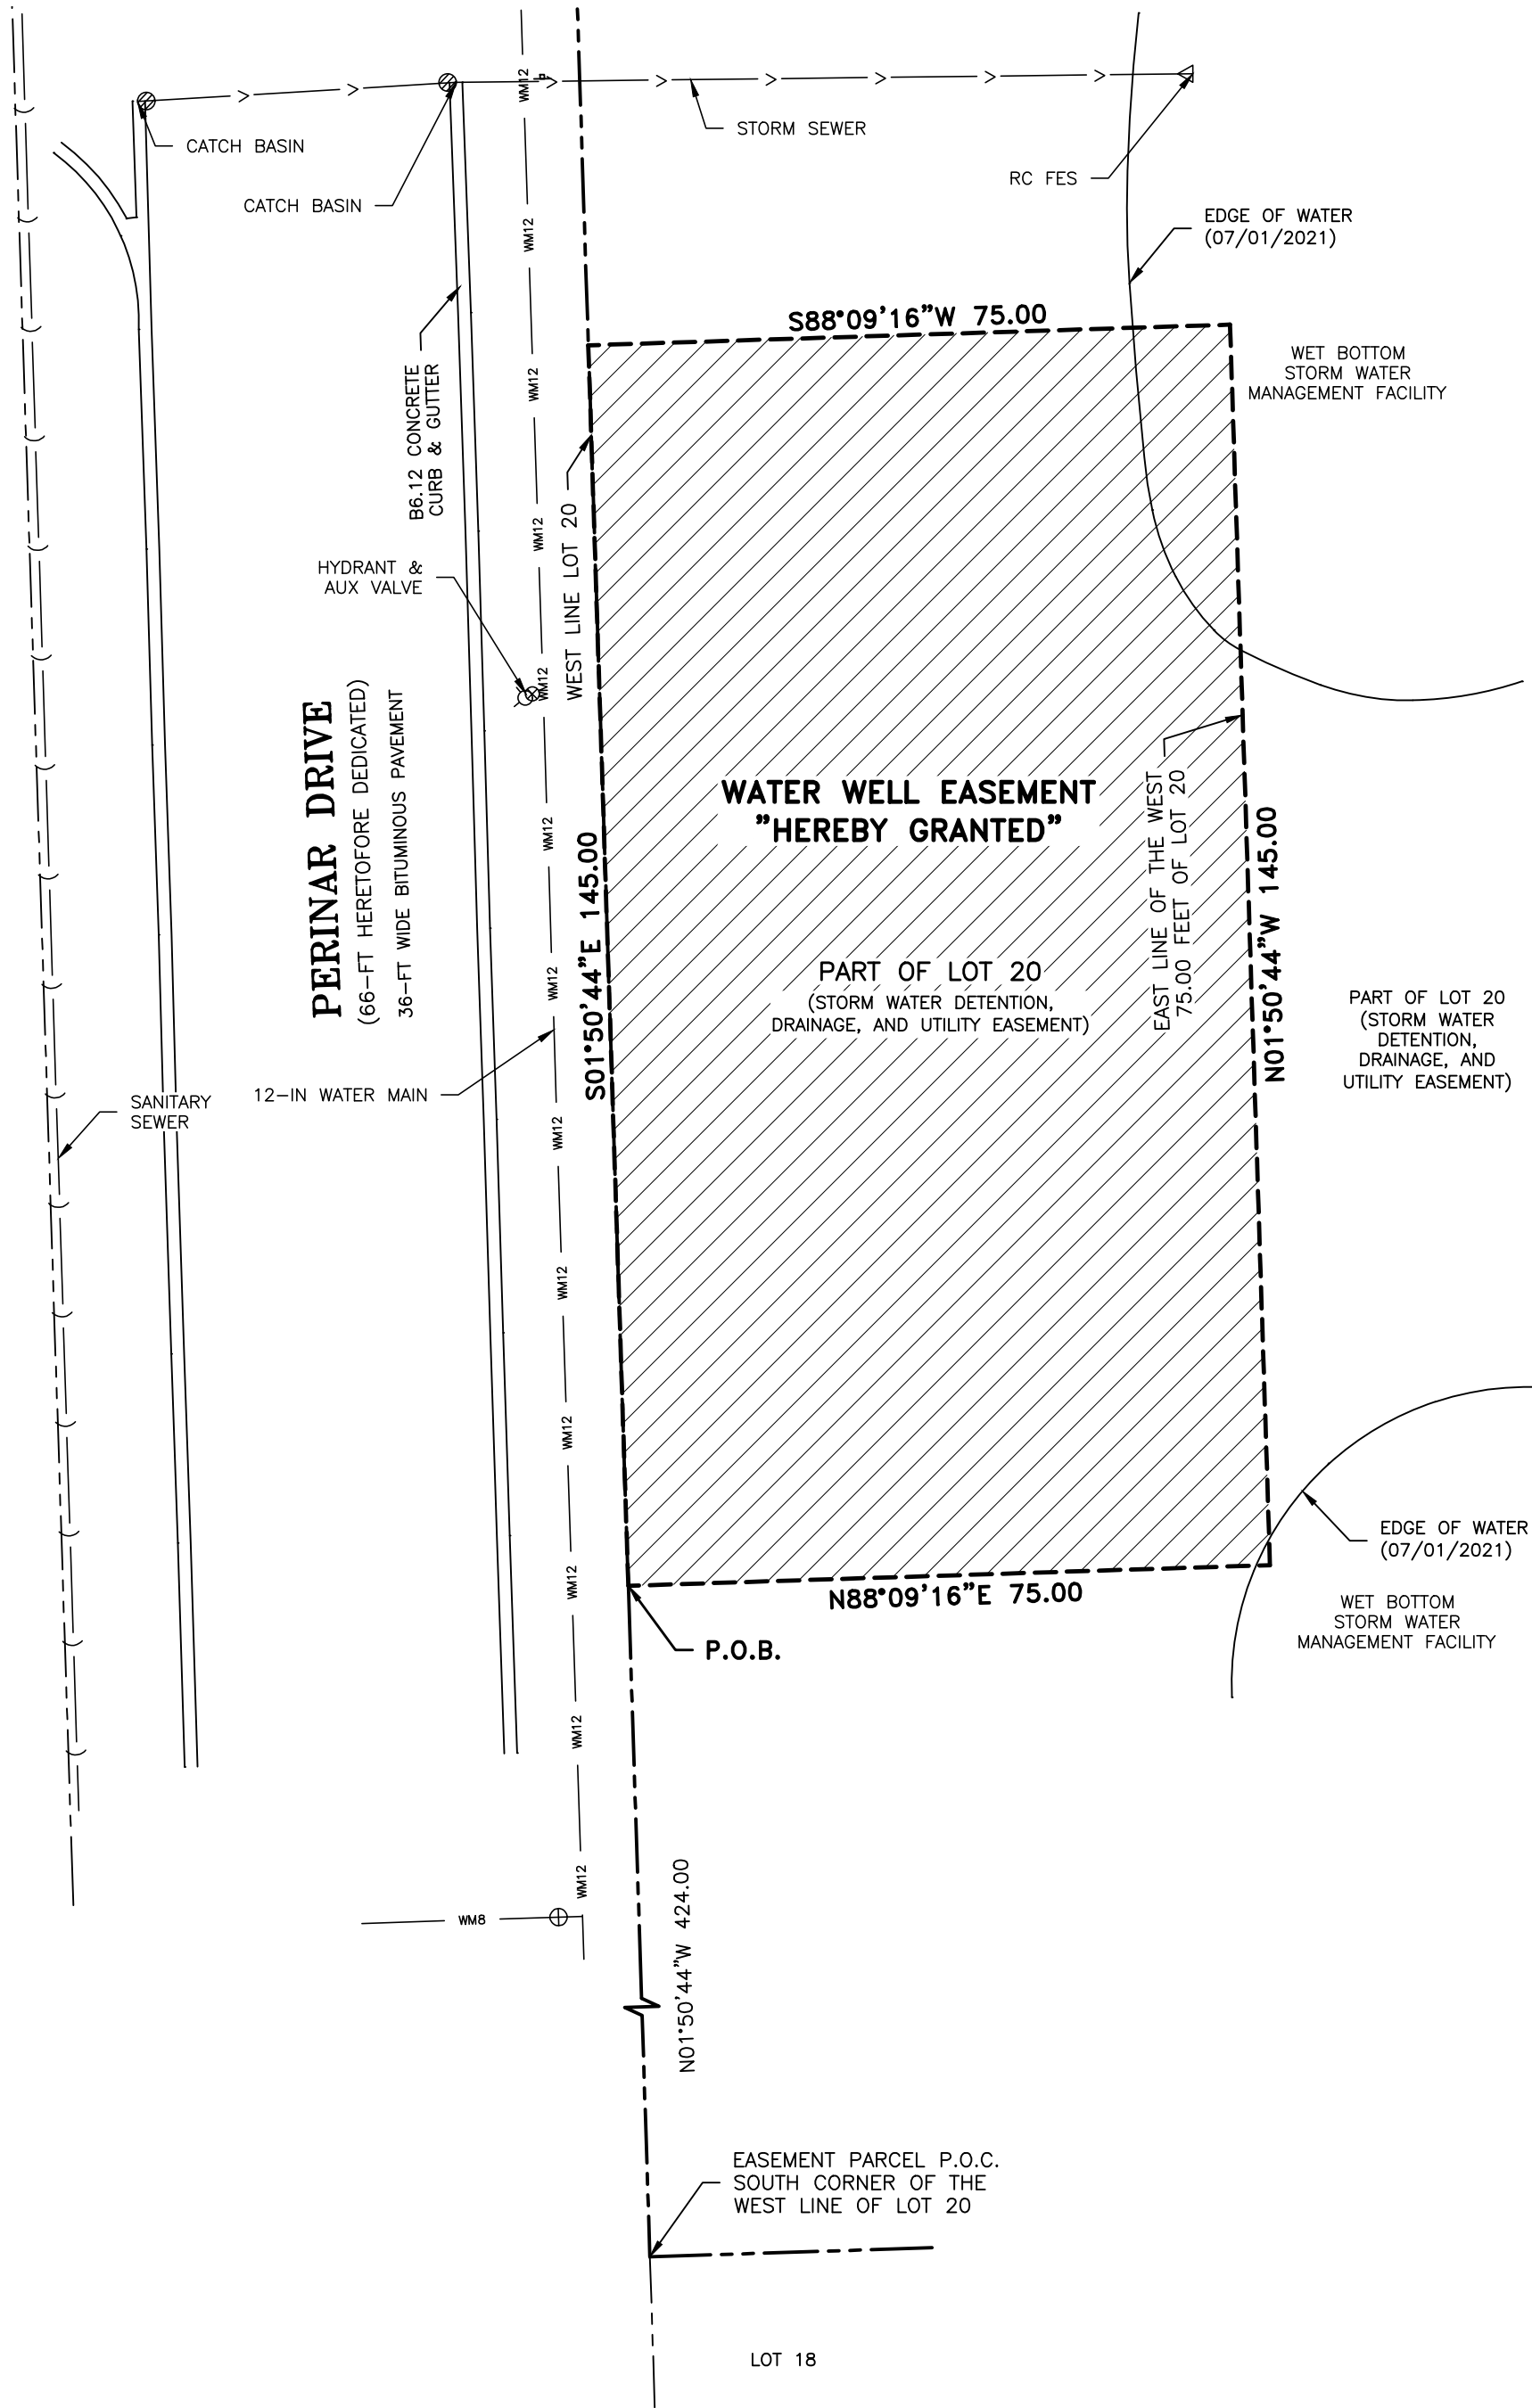 WM12
CATCH BASIN
STORM SEWER
RC FES
CATCH BASIN
EDGE OF WATER
(07/01/2021)
WM12
S88°09'16"W 75.00
WET BOTTOM
STORM WATER
MANAGEMENT FACILITY
WM12
B6.12 CONCRETE
CURB & GUTTER
WEST LINE LOT 20
WM12
HYDRANT &
AUX VALVE
WM12
PERINAR DRIVE
(66-FT HERETOFORE DEDICATED)
36-FT WIDE BITUMINOUS PAVEMENT
WATER WELL EASEMENT
"HEREBY GRANTED"
WM12
S01°50'44"E 145.00
EAST LINE OF THE WEST
75.00 FEET OF LOT 20
N01°50'44"W 145.00
PART OF LOT 20
(STORM WATER DETENTION,
DRAINAGE, AND UTILITY EASEMENT)
WM12
PART OF LOT 20
(STORM WATER
DETENTION,
DRAINAGE, AND
UTILITY EASEMENT)
12-IN WATER MAIN
SANITARY
SEWER
WM12
WM12
WM12
EDGE OF WATER
(07/01/2021)
WM12
N88°09'16"E 75.00
WET BOTTOM
STORM WATER
MANAGEMENT FACILITY
P.O.B.
WM12
WM12
WM8
N01°50'44"W 424.00
EASEMENT PARCEL P.O.C.
SOUTH CORNER OF THE
WEST LINE OF LOT 20
LOT 18